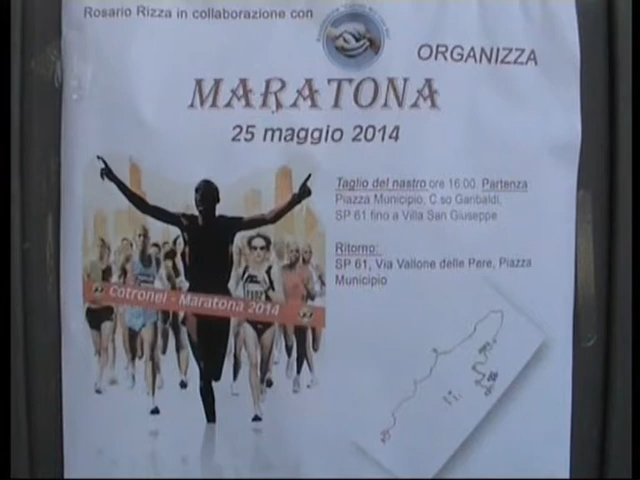 Rosario Rizza in collaborazione con
ORGANIZZA
MARATONA
25 maggio 2014
Taglio del nastro ore 16:00. Partenza
Piazza Municipio, C.so Garibaldi,
SP 61 fino a Villa San Giuseppe
Ritorno:
SP 61, Via Vallone delle Pere, Piazza
Municipio
Cotronei - Maratona 2014